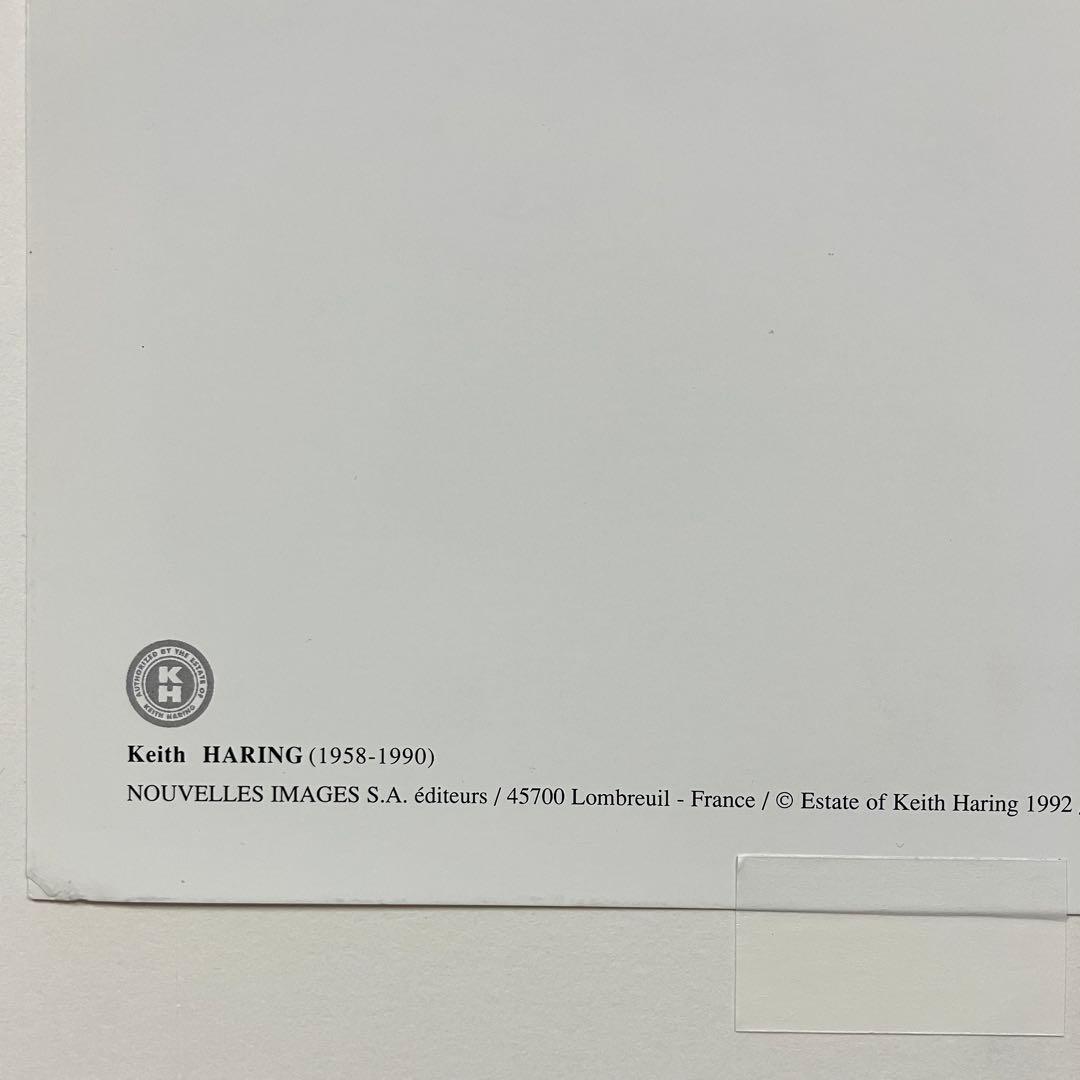 AUTHORIZED BY THE ESTATE OF
KEITH HARING
K
H
Keith HARING (1958-1990)
NOUVELLES IMAGES S.A. éditeurs / 45700 Lombreuil - France / © Estate of Keith Haring 1992